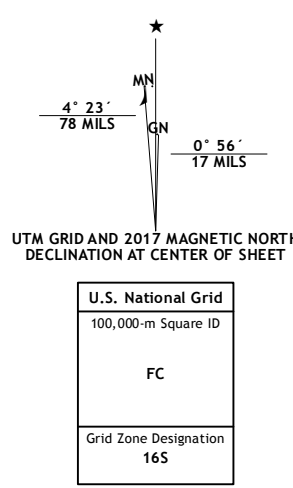 ★
MN
GN
4° 23´
78 MILS
0° 56´
17 MILS
UTM GRID AND 2017 MAGNETIC NORTH
DECLINATION AT CENTER OF SHEET
U.S. National Grid
100,000-m Square ID
FC
Grid Zone Designation
16S